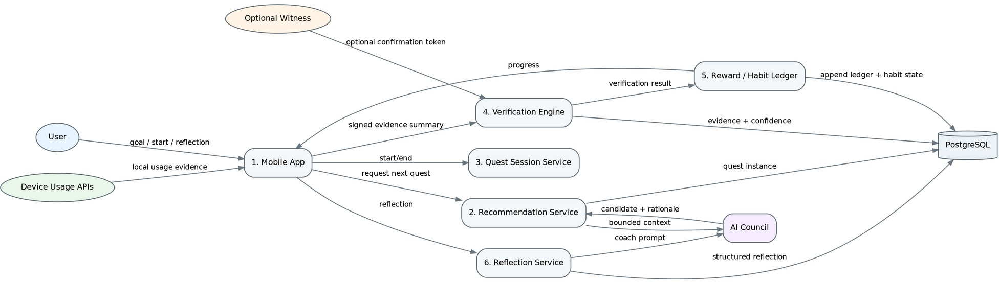 Optional Witness
optional confirmation token
progress
5. Reward / Habit Ledger
append ledger + habit state
verification result
4. Verification Engine
signed evidence summary
evidence + confidence
User
goal / start / reflection
PostgreSQL
local usage evidence
1. Mobile App
start/end
3. Quest Session Service
quest instance
Device Usage APIs
request next quest
reflection
2. Recommendation Service
candidate + rationale
bounded context
AI Council
coach prompt
structured reflection
6. Reflection Service